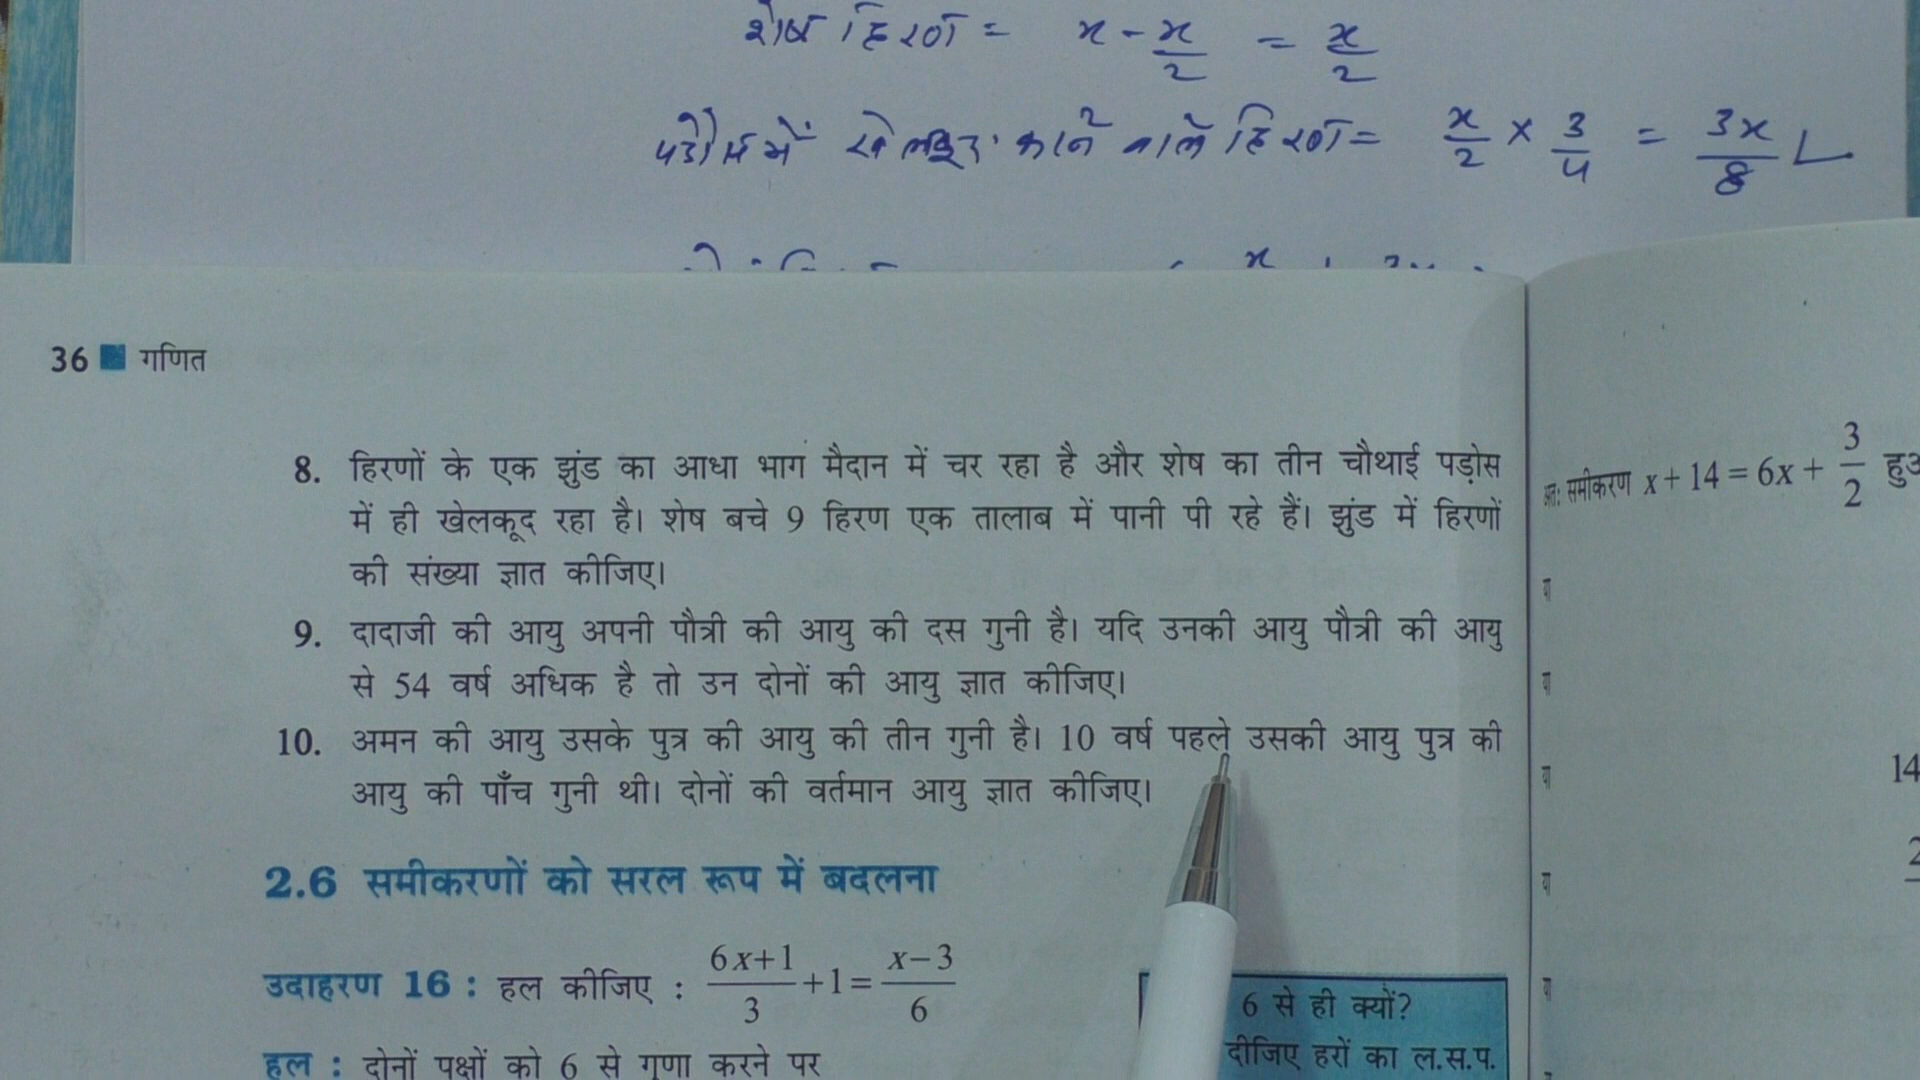 शेष हिरण = x - x/2 = x/2
पड़ोस में खेलकूद करने वाले हिरण = x/2 × 3/4 = 3x/8
36 ■ गणित
8. हिरणों के एक झुंड का आधा भाग मैदान में चर रहा है और शेष का तीन चौथाई पड़ोस
में ही खेलकूद रहा है। शेष बचे 9 हिरण एक तालाब में पानी पी रहे हैं। झुंड में हिरणों
की संख्या ज्ञात कीजिए।
9. दादाजी की आयु अपनी पौत्री की आयु की दस गुनी है। यदि उनकी आयु पौत्री की आयु
से 54 वर्ष अधिक है तो उन दोनों की आयु ज्ञात कीजिए।
10. अमन की आयु उसके पुत्र की आयु की तीन गुनी है। 10 वर्ष पहले उसकी आयु पुत्र की
आयु की पाँच गुनी थी। दोनों की वर्तमान आयु ज्ञात कीजिए।
2.6 समीकरणों को सरल रूप में बदलना
उदाहरण 16 : हल कीजिए : (6x+1)/3 + 1 = (x−3)/6
हल : दोनों पक्षों को 6 से गुणा करने पर
6 से ही क्यों?
दीजिए हरों का ल.स.प.
अतः समीकरण x + 14 = 6x + 3/2
या
या
या
14
या
2
या